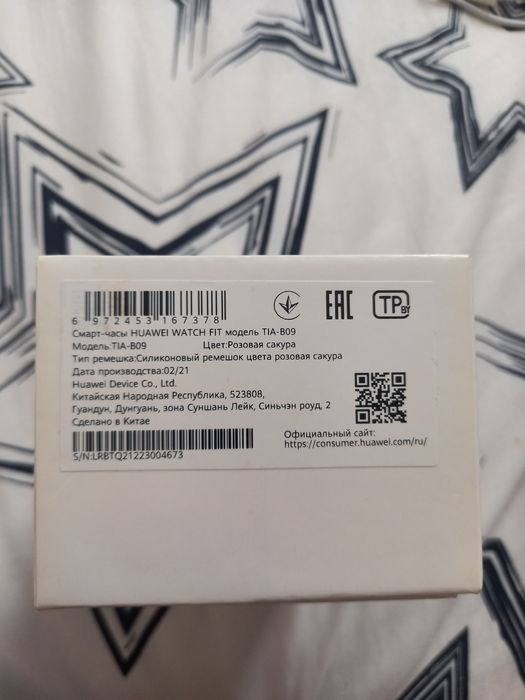 EAC TP BY
6 972453 167378
Смарт-часы HUAWEI WATCH FIT модель TIA-B09
Модель:TIA-B09 Цвет:Розовая сакура
Тип ремешка:Силиконовый ремешок цвета розовая сакура
Дата производства:02/21
Huawei Device Co., Ltd.
Китайская Народная Республика, 523808,
Гуандун, Дунгуань, зона Суншань Лейк, Синьчэн роуд, 2
Сделано в Китае
Официальный сайт:
https://consumer.huawei.com/ru/
S/N:LRBTQ21223004673